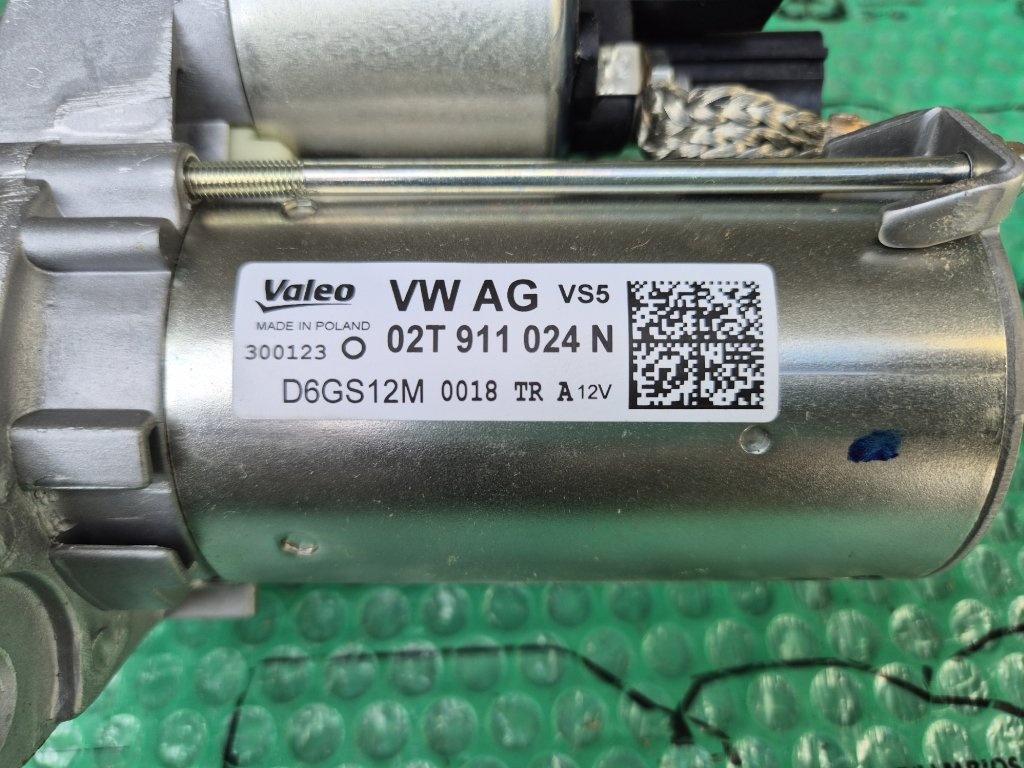 Valeo VW AG VS5
MADE IN POLAND
300123 02T 911 024 N
D6GS12M 0018 TR A 12V